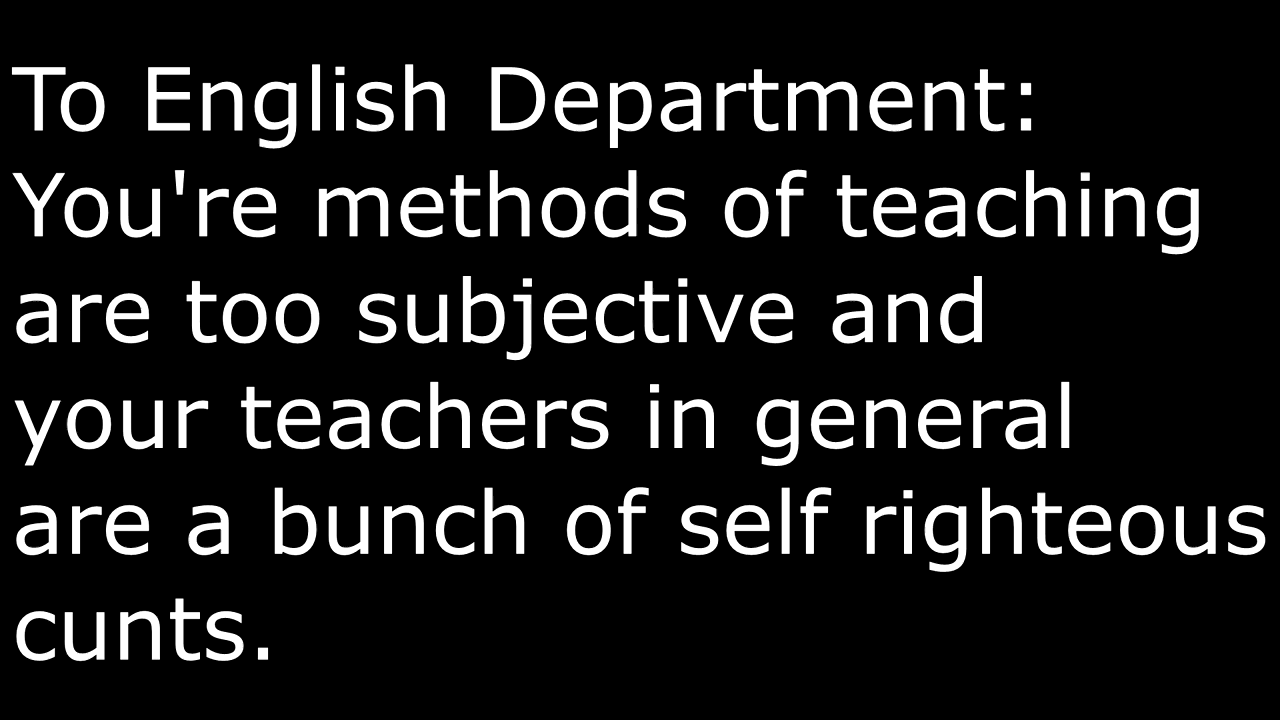 To English Department:
You're methods of teaching
are too subjective and
your teachers in general
are a bunch of self righteous
cunts.